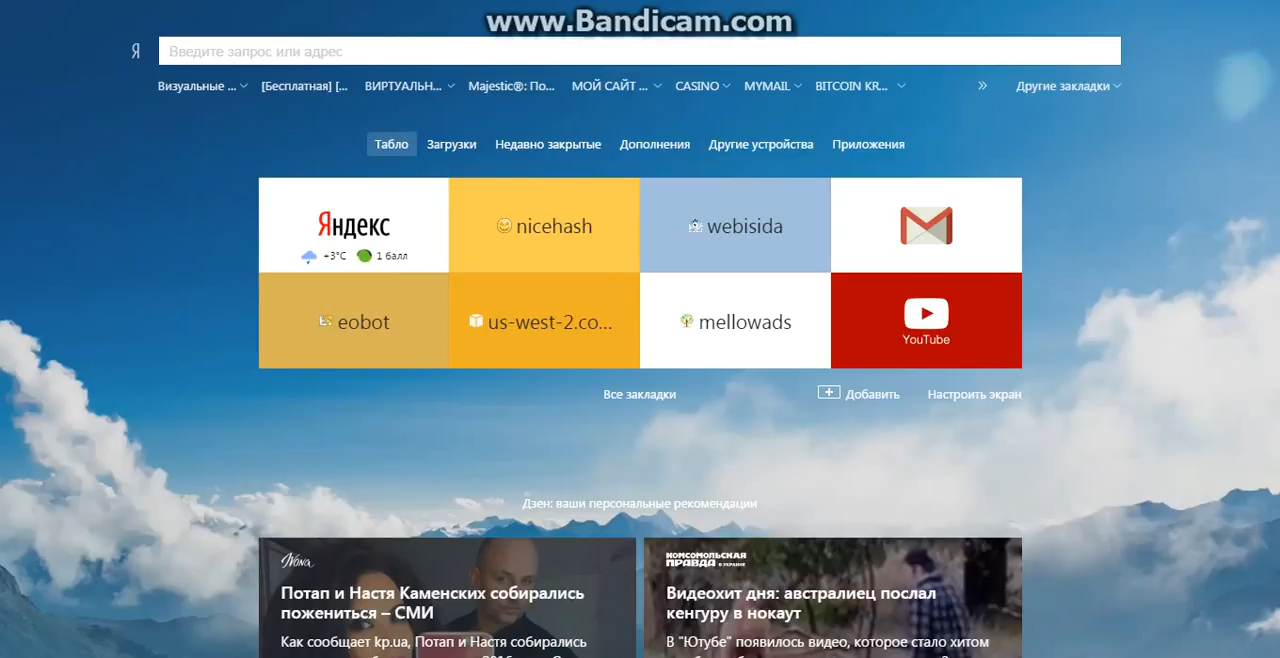 www.Bandicam.com
Я Введите запрос или адрес
Визуальные ... [Бесплатная] [... ВИРТУАЛЬН... Majestic®: По... МОЙ САЙТ ... CASINO MYMAIL BITCOIN KR... » Другие закладки
Табло Загрузки Недавно закрытые Дополнения Другие устройства Приложения
Яндекс
+3°C 1 балл
nicehash
webisida
eobot
us-west-2.co...
mellowads
YouTube
Все закладки Добавить Настроить экран
Дзен: ваши персональные рекомендации
Потап и Настя Каменских собирались
пожениться – СМИ
Как сообщает kp.ua, Потап и Настя собирались
КОМСОМОЛЬСКАЯ
ПРАВДА В УКРАИНЕ
Видеохит дня: австралиец послал
кенгуру в нокаут
В "Ютубе" появилось видео, которое стало хитом